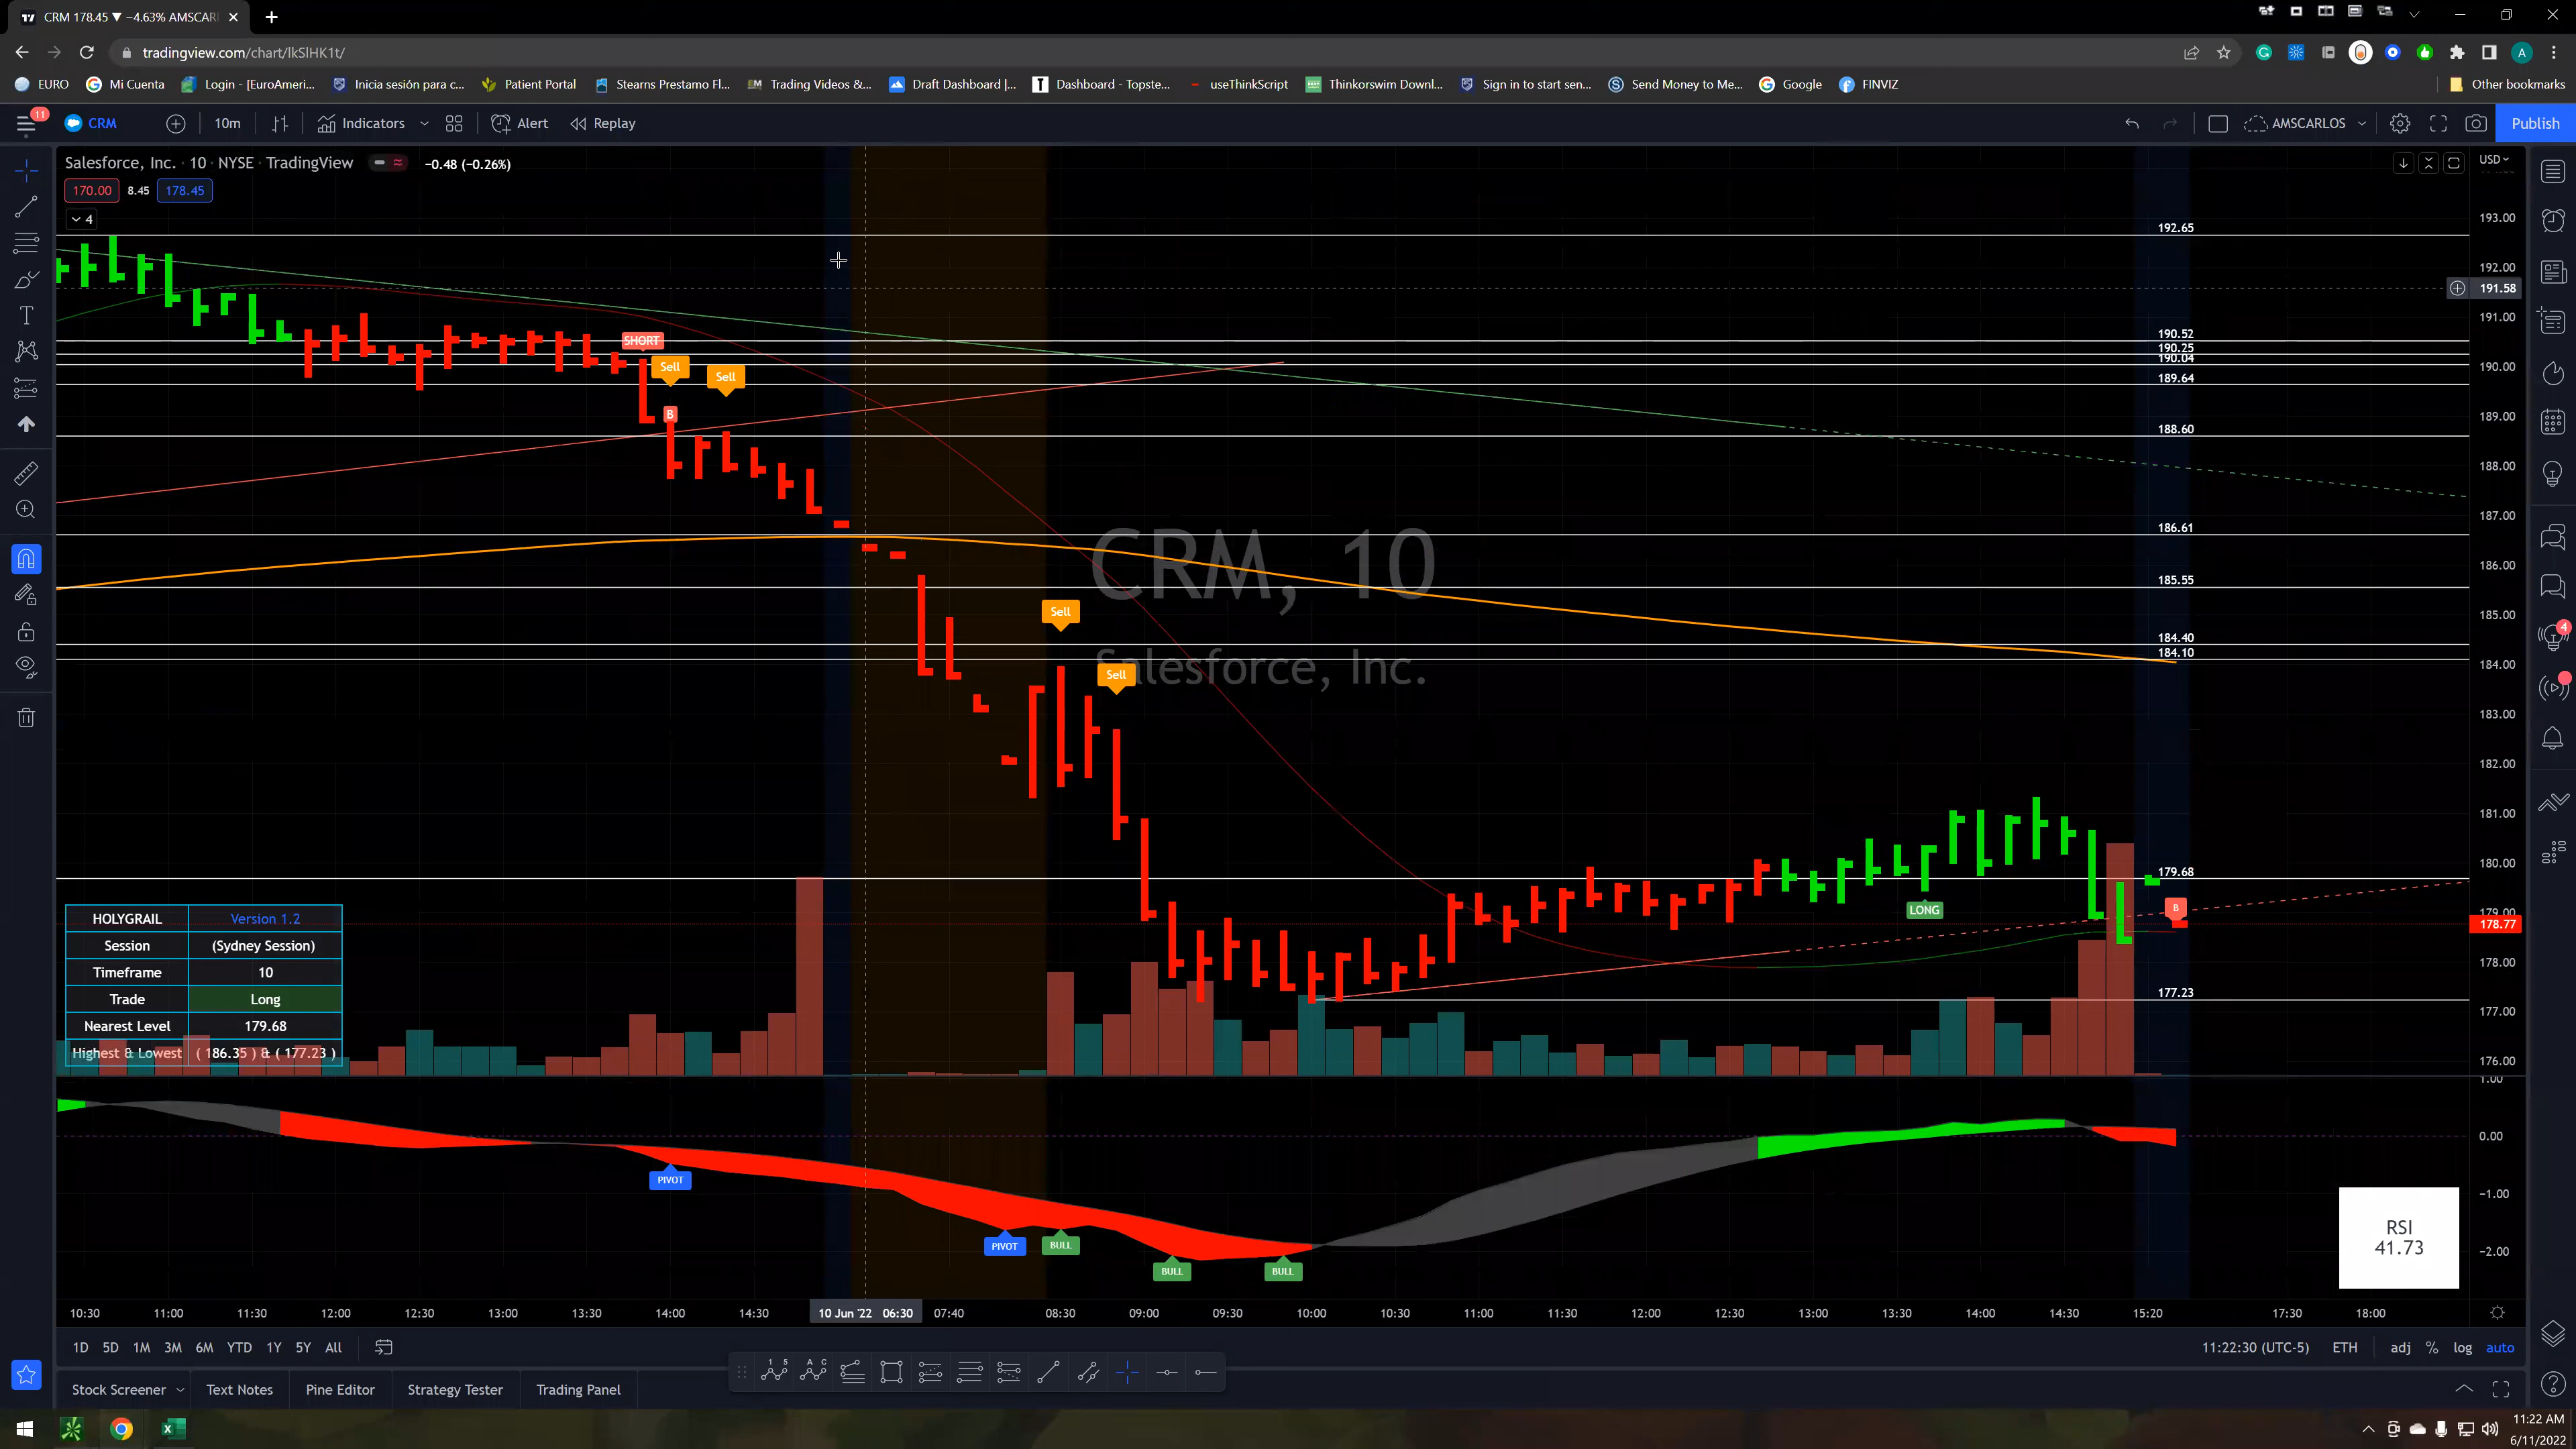 CRM 178.45 ▼ −4.63% AMSCAR
tradingview.com/chart/lkSlHK1t/
EURO Mi Cuenta Login - [EuroAmeri... Inicia sesión para c... Patient Portal Stearns Prestamo Fl... Trading Videos &... Draft Dashboard |... Dashboard - Topste... useThinkScript Thinkorswim Downl... Sign in to start sen... Send Money to Me... Google FINVIZ Other bookmarks
11
CRM 10m Indicators Alert Replay AMSCARLOS Publish
Salesforce, Inc. · 10 · NYSE · TradingView −0.48 (−0.26%)
USD
170.00 8.45 178.45
4
193.00
192.65
192.00
191.58
191.00
190.52
190.25
190.04
190.00
189.64
189.00
188.60
188.00
187.00
186.61
186.00
185.55
185.00
184.40
184.10
184.00
183.00
182.00
181.00
180.00
179.68
179.00
178.77
178.00
177.23
177.00
176.00
SHORT
Sell
Sell
B
CRM, 10
Salesforce, Inc.
Sell
Sell
LONG
B
4
HOLYGRAIL Version 1.2
Session (Sydney Session)
Timeframe 10
Trade Long
Nearest Level 179.68
Highest & Lowest ( 186.35 ) & ( 177.23 )
1.00
0.00
−1.00
−2.00
PIVOT
PIVOT
BULL
BULL
BULL
RSI
41.73
10:30 11:00 11:30 12:00 12:30 13:00 13:30 14:00 14:30 10 Jun '22 06:30 07:40 08:30 09:00 09:30 10:00 10:30 11:00 11:30 12:00 12:30 13:00 13:30 14:00 14:30 15:20 17:30 18:00
1D 5D 1M 3M 6M YTD 1Y 5Y All 11:22:30 (UTC-5) ETH adj % log auto
Stock Screener Text Notes Pine Editor Strategy Tester Trading Panel
11:22 AM
6/11/2022